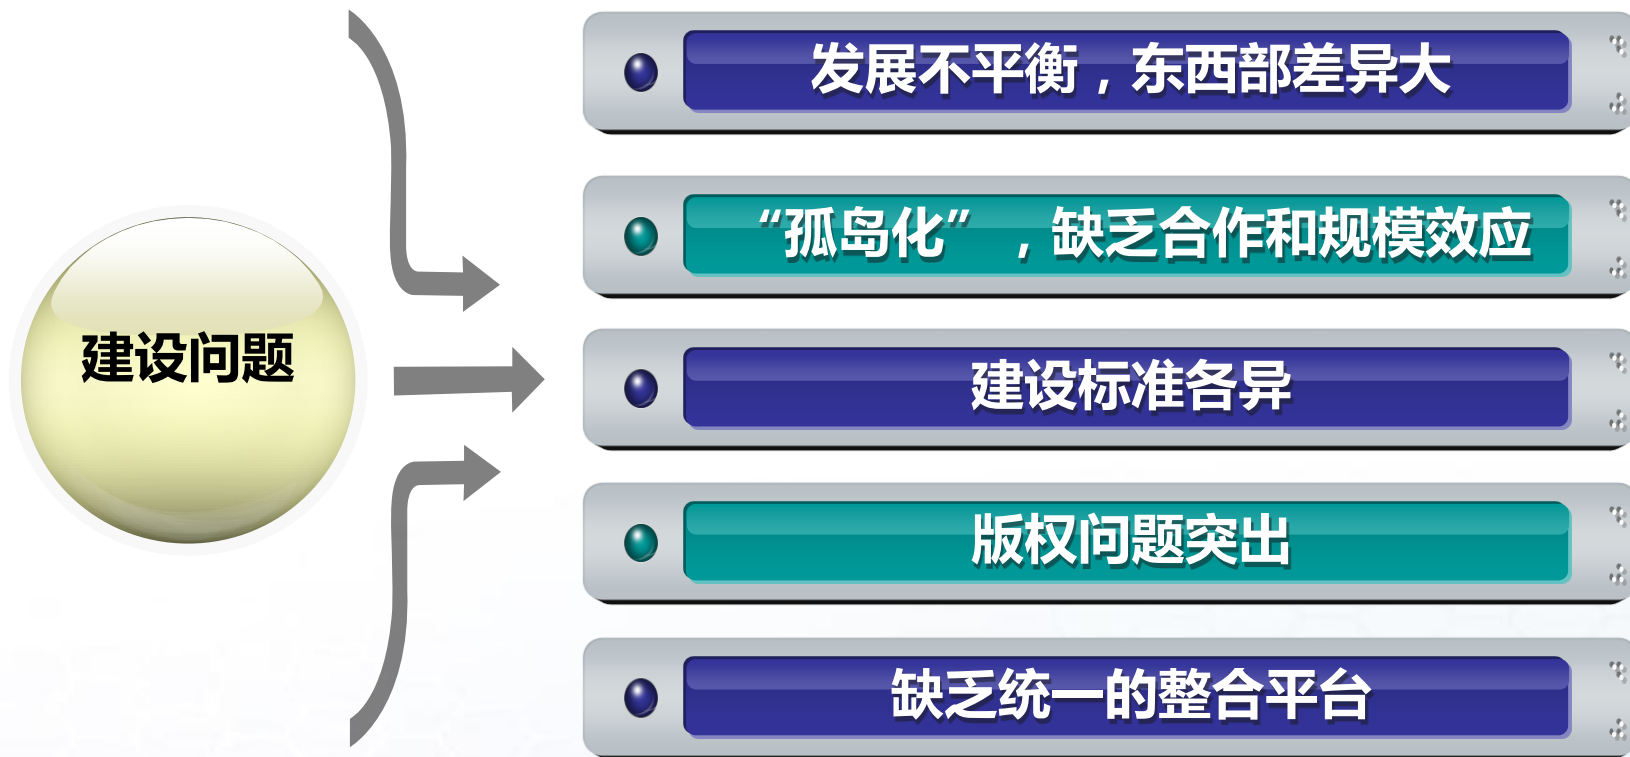 建设问题
发展不平衡，东西部差异大
“孤岛化”，缺乏合作和规模效应
建设标准各异
版权问题突出
缺乏统一的整合平台